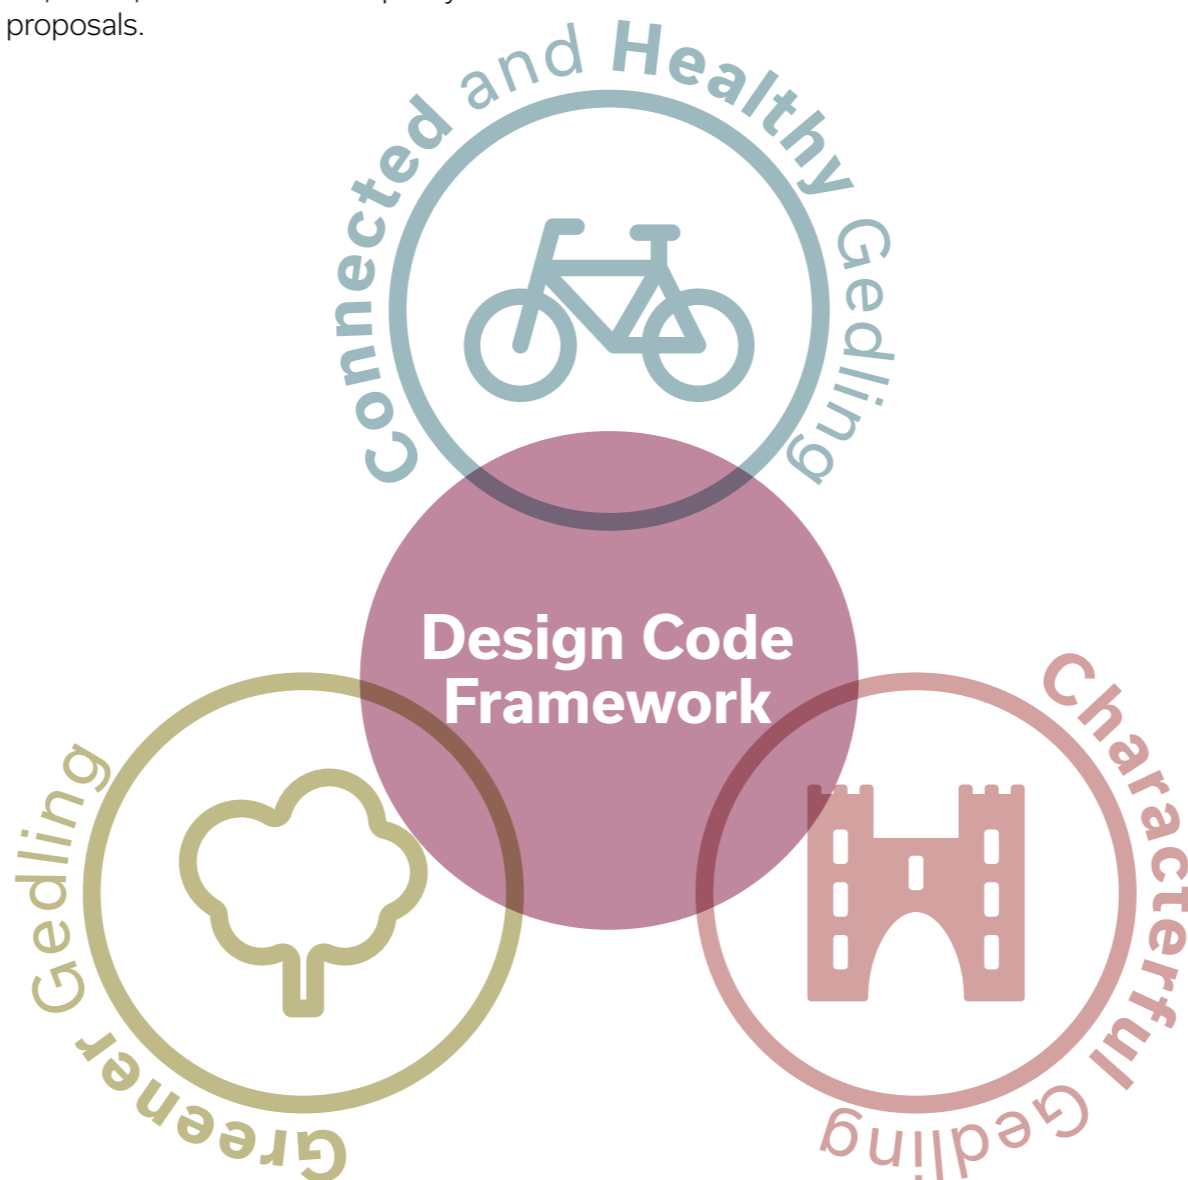 proposals.
Connected and Healthy Gedling
Design Code
Framework
Greener Gedling
Characterful Gedling